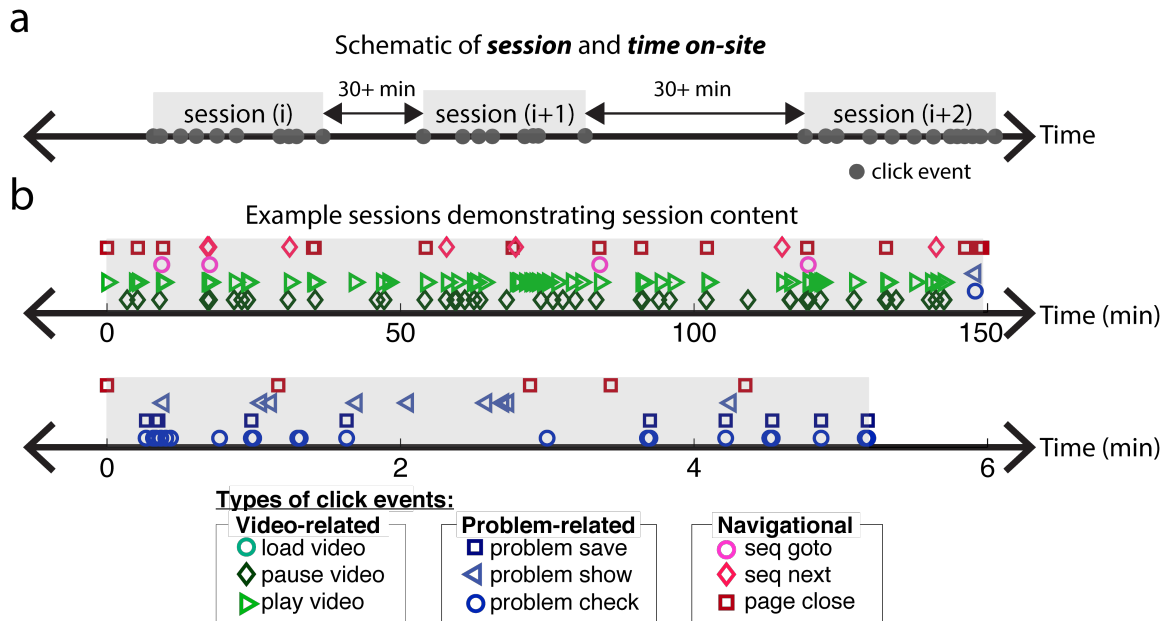 a
Schematic of session and time on-site
30+ min
30+ min
session (i)
session (i+1)
session (i+2)
Time
click event
b
Example sessions demonstrating session content
0
50
100
150
Time (min)
0
2
4
6
Time (min)
Types of click events:
Video-related
load video
pause video
play video
Problem-related
problem save
problem show
problem check
Navigational
seq goto
seq next
page close